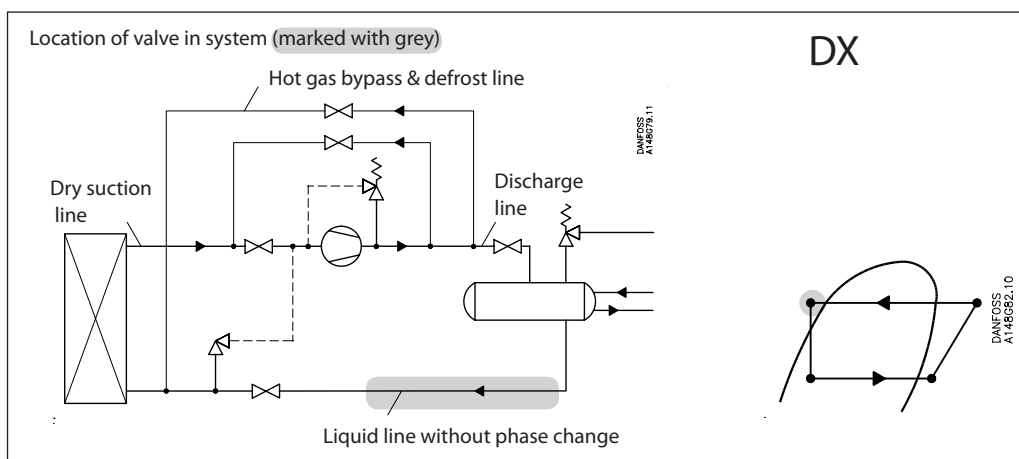 Location of valve in system (marked with grey)
DX
Hot gas bypass & defrost line
DANFOSS
A148G79.11
Dry suction
line
Discharge
line
DANFOSS
A148G82.10
Liquid line without phase change